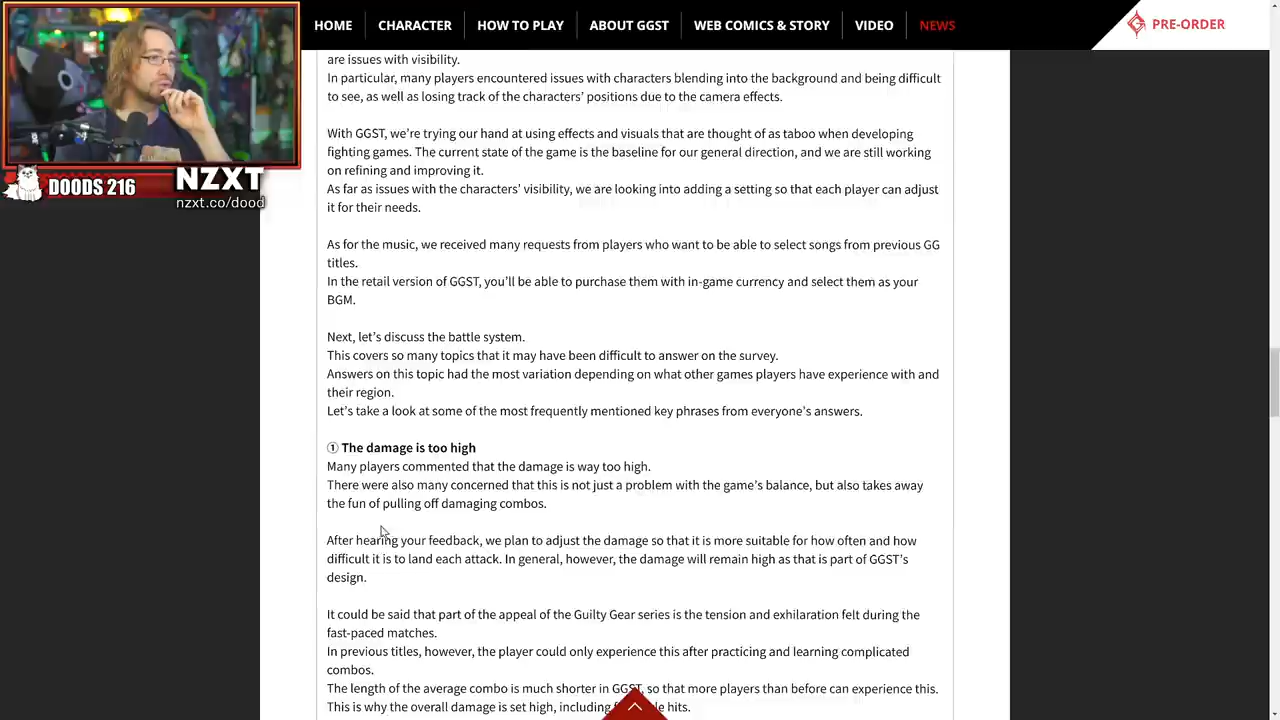 HOME
CHARACTER
HOW TO PLAY
ABOUT GGST
WEB COMICS & STORY
VIDEO
NEWS
PRE-ORDER
DOODS 216
NZXT
nzxt.co/dood
are issues with visibility.
In particular, many players encountered issues with characters blending into the background and being difficult
to see, as well as losing track of the characters' positions due to the camera effects.
With GGST, we're trying our hand at using effects and visuals that are thought of as taboo when developing
fighting games. The current state of the game is the baseline for our general direction, and we are still working
on refining and improving it.
As far as issues with the characters' visibility, we are looking into adding a setting so that each player can adjust
it for their needs.
As for the music, we received many requests from players who want to be able to select songs from previous GG
titles.
In the retail version of GGST, you'll be able to purchase them with in-game currency and select them as your
BGM.
Next, let's discuss the battle system.
This covers so many topics that it may have been difficult to answer on the survey.
Answers on this topic had the most variation depending on what other games players have experience with and
their region.
Let's take a look at some of the most frequently mentioned key phrases from everyone's answers.
① The damage is too high
Many players commented that the damage is way too high.
There were also many concerned that this is not just a problem with the game's balance, but also takes away
the fun of pulling off damaging combos.
After hearing your feedback, we plan to adjust the damage so that it is more suitable for how often and how
difficult it is to land each attack. In general, however, the damage will remain high as that is part of GGST's
design.
It could be said that part of the appeal of the Guilty Gear series is the tension and exhilaration felt during the
fast-paced matches.
In previous titles, however, the player could only experience this after practicing and learning complicated
combos.
The length of the average combo is much shorter in GGST, so that more players than before can experience this.
This is why the overall damage is set high, including hits.